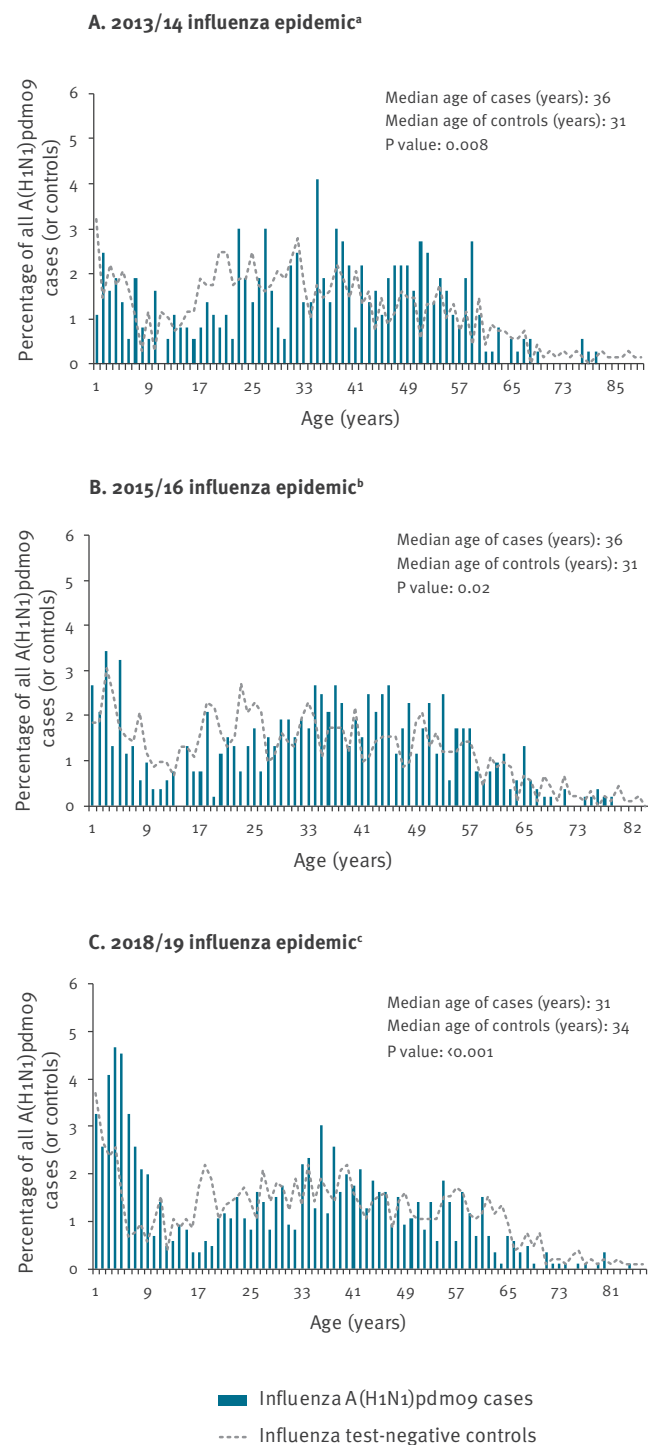 A. 2013/14 influenza epidemicᵃ
Median age of cases (years): 36
Median age of controls (years): 31
P value: 0.008
Percentage of all A(H1N1)pdm09
cases (or controls)
6
5
4
3
2
1
0
1 9 17 25 33 41 49 57 65 73 85
Age (years)
B. 2015/16 influenza epidemicᵇ
Median age of cases (years): 36
Median age of controls (years): 31
P value: 0.02
Percentage of all A(H1N1)pdm09
cases (or controls)
6
5
4
3
2
1
0
1 9 17 25 33 41 49 57 65 73 82
Age (years)
C. 2018/19 influenza epidemicᶜ
Median age of cases (years): 31
Median age of controls (years): 34
P value: <0.001
Percentage of all A(H1N1)pdm09
cases (or controls)
6
5
4
3
2
1
0
1 9 17 25 33 41 49 57 65 73 81
Age (years)
Influenza A(H1N1)pdm09 cases
Influenza test-negative controls